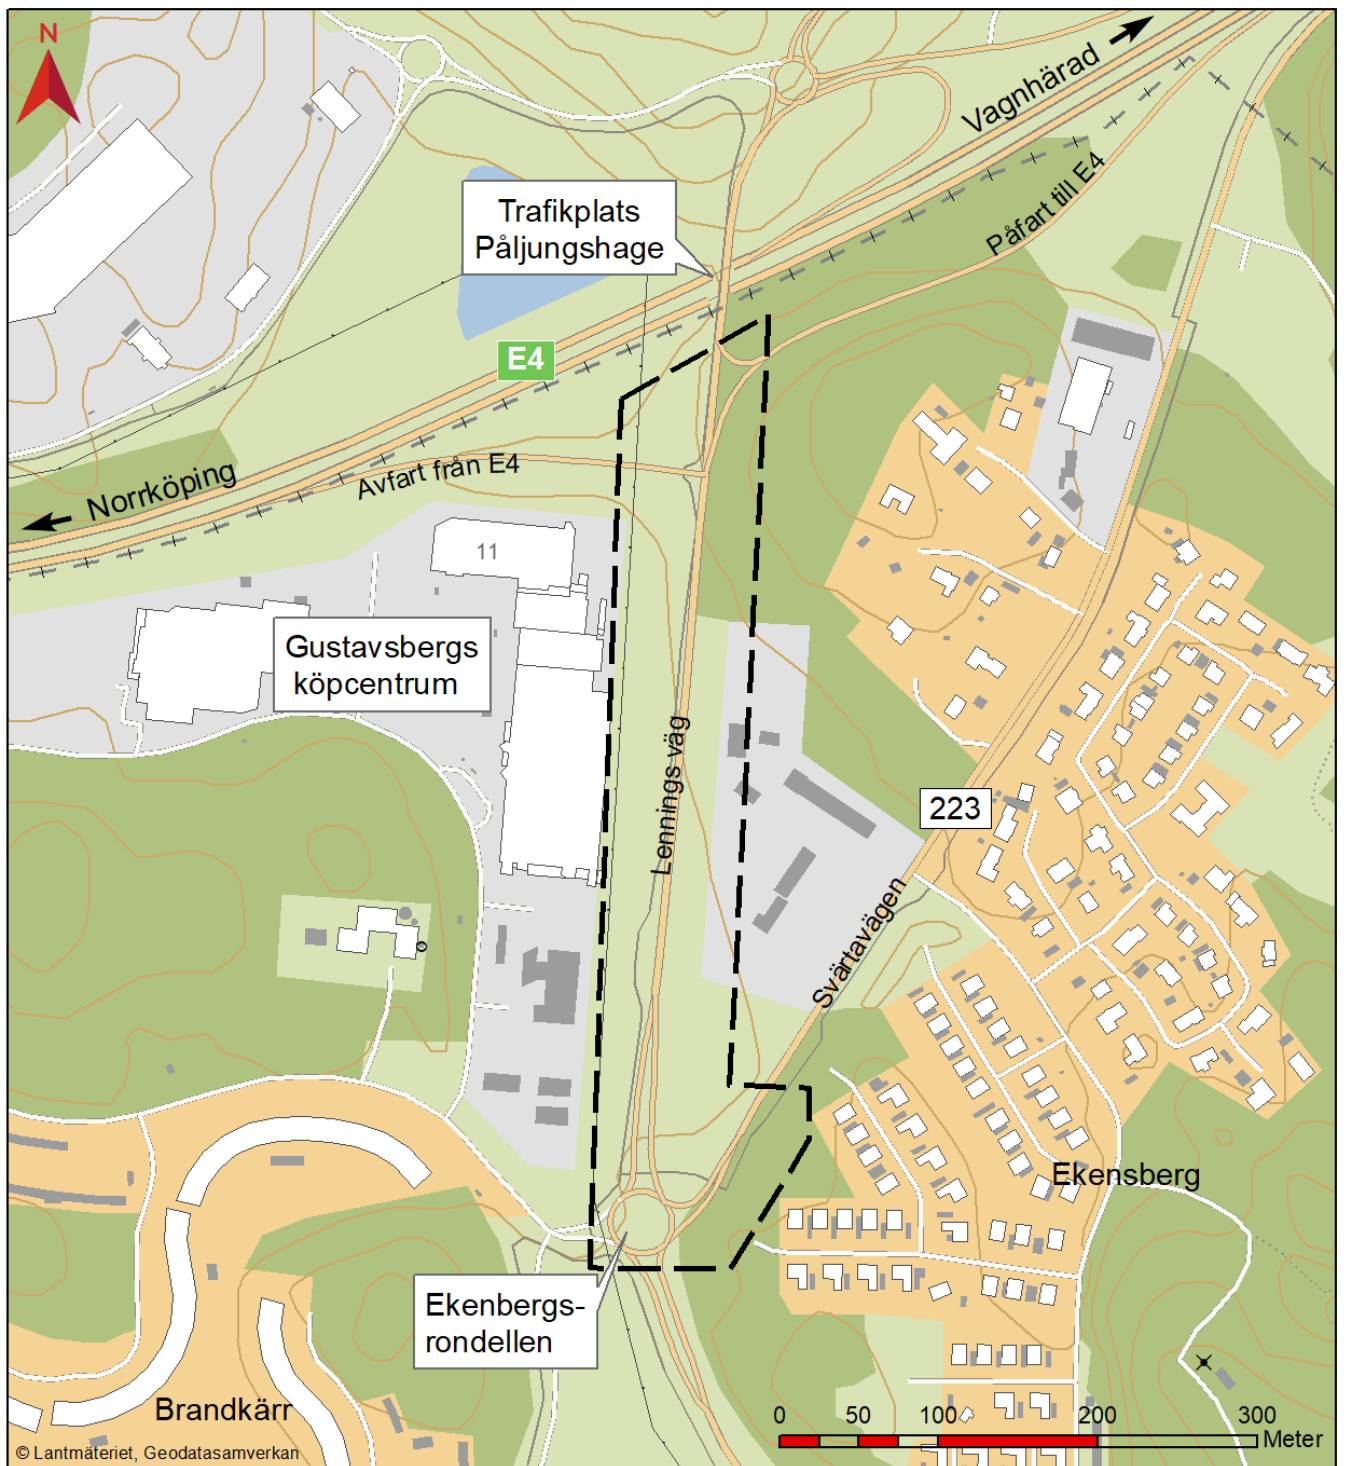 N
Vagnhärad
Trafikplats
Påljungshage
Påfart till E4
E4
Norrköping
Avfart från E4
11
Gustavsbergs
köpcentrum
Lennings väg
223
Svärtavägen
Ekensberg
Ekenbergs-
rondellen
Brandkärr
0 50 100 200 300
Meter
© Lantmäteriet, Geodatasamverkan